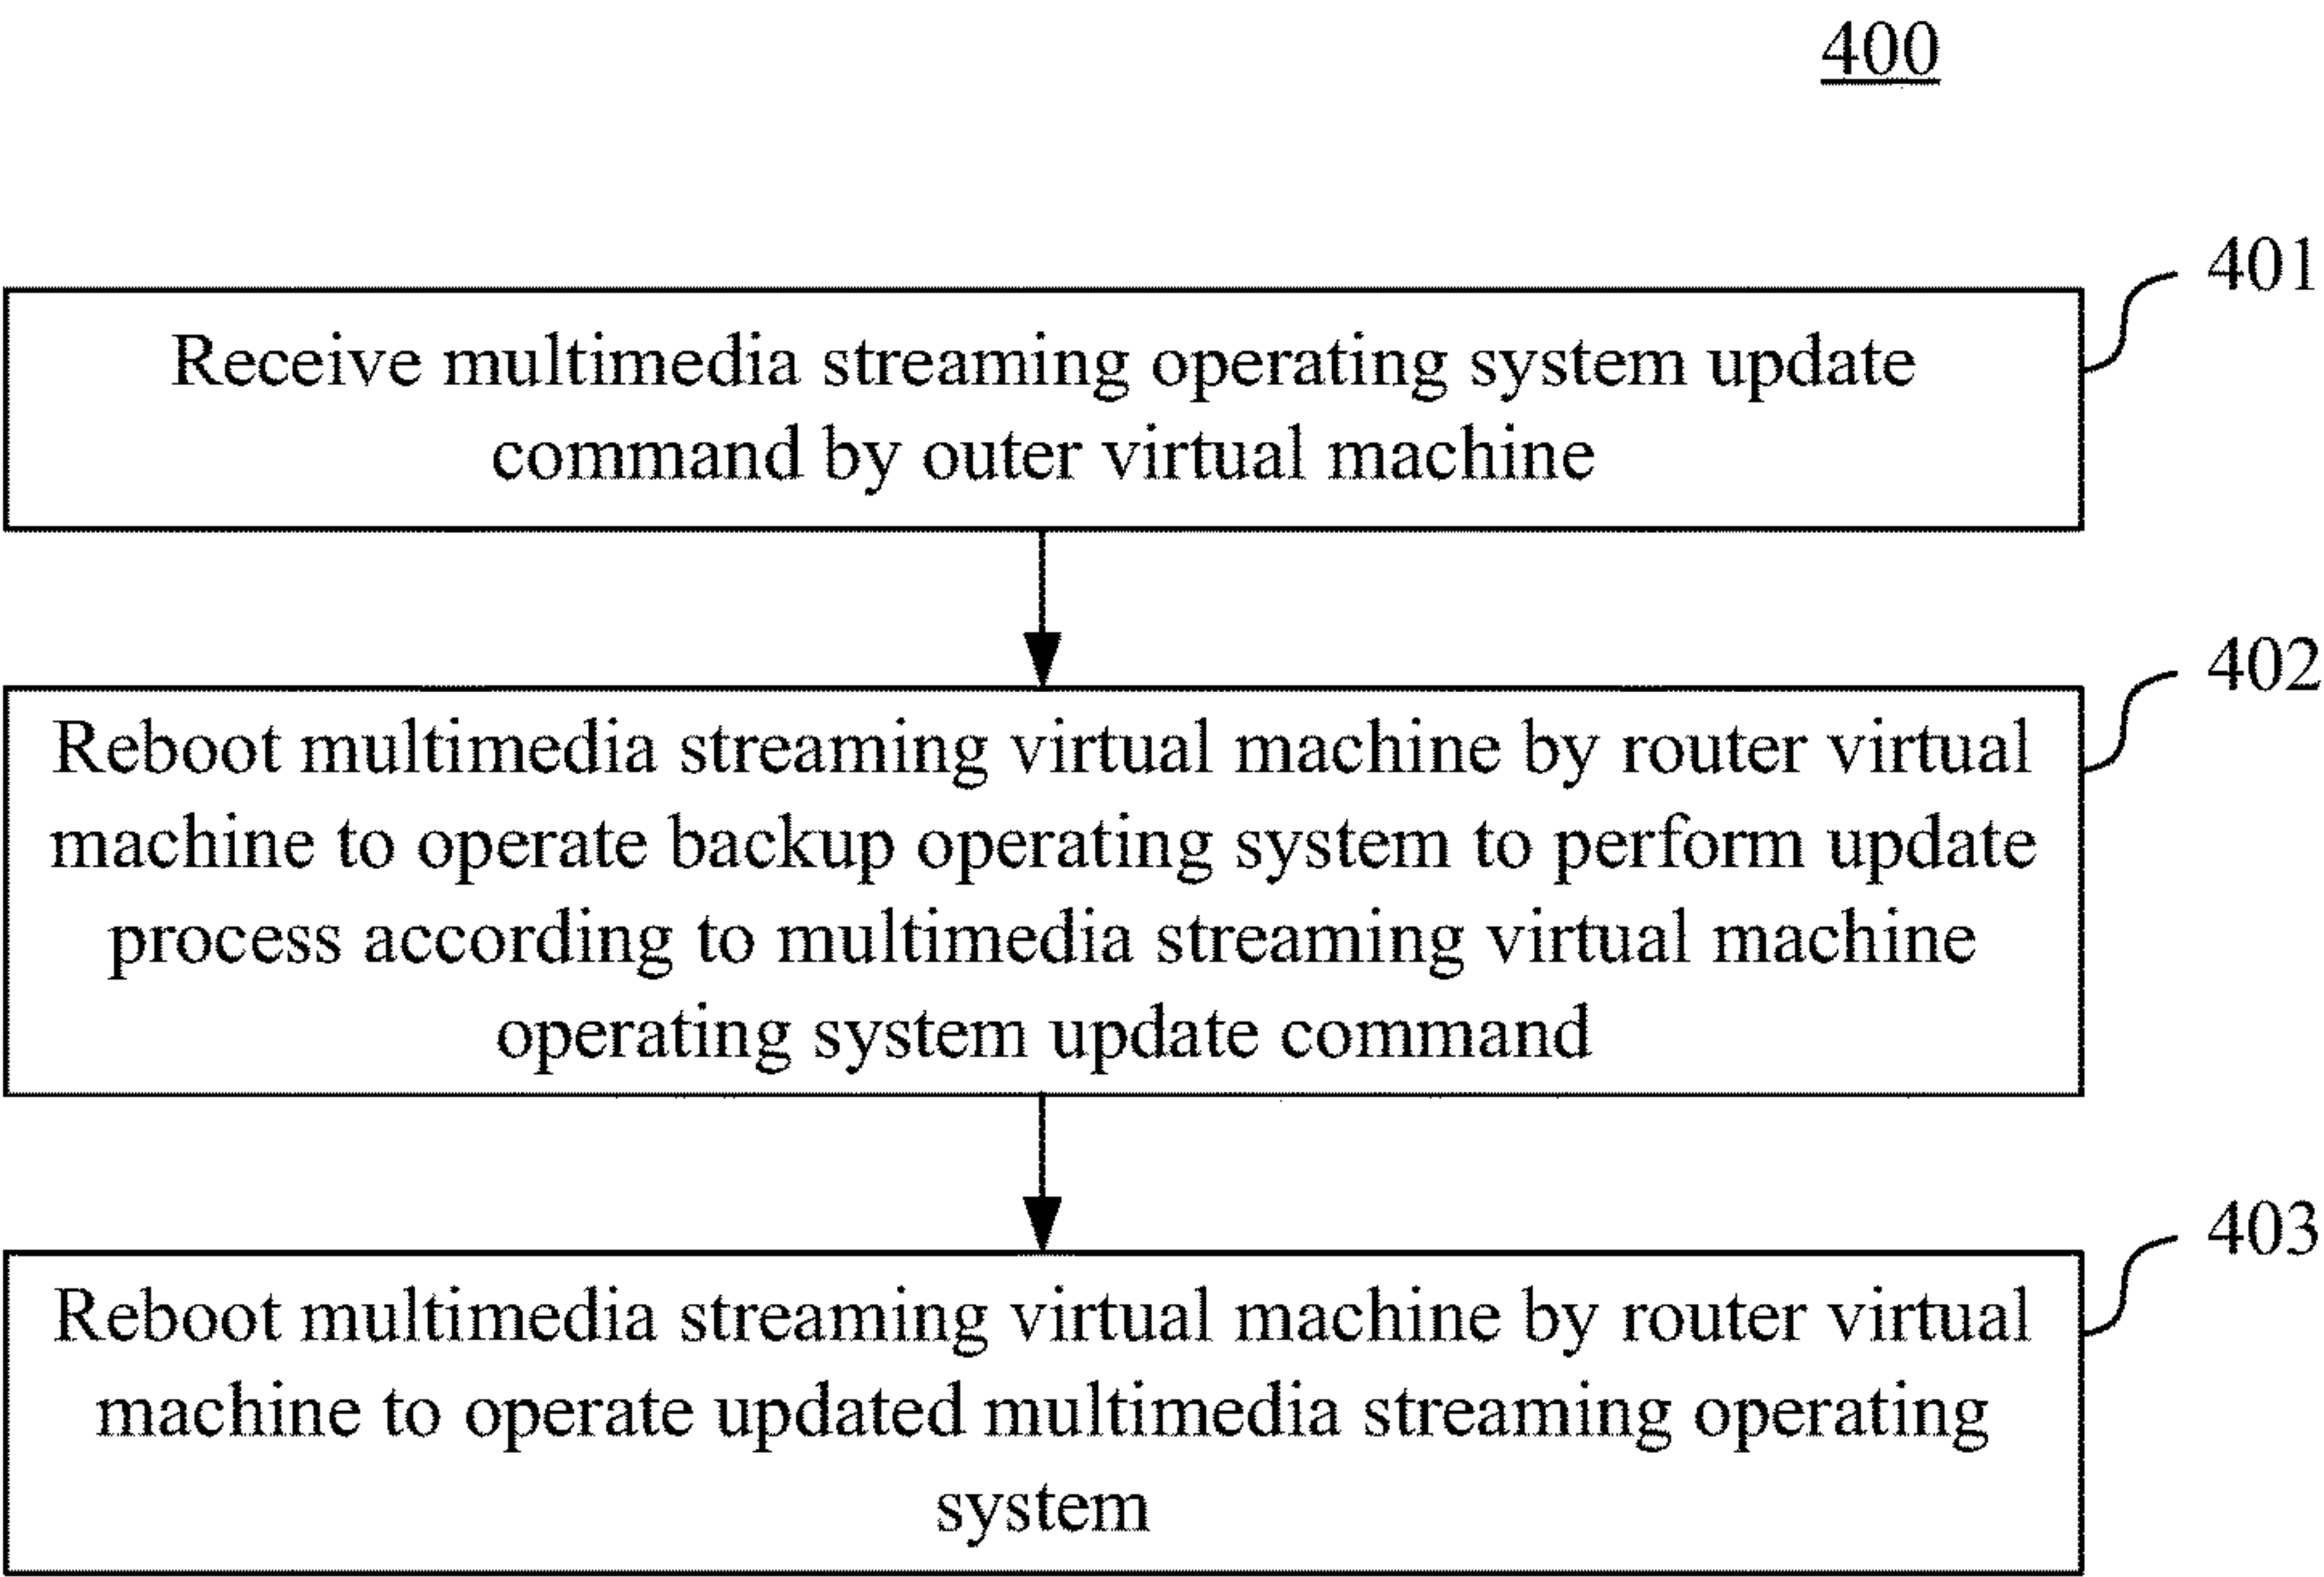 400
401
Receive multimedia streaming operating system update
command by outer virtual machine
402
Reboot multimedia streaming virtual machine by router virtual
machine to operate backup operating system to perform update
process according to multimedia streaming virtual machine
operating system update command
403
Reboot multimedia streaming virtual machine by router virtual
machine to operate updated multimedia streaming operating
system